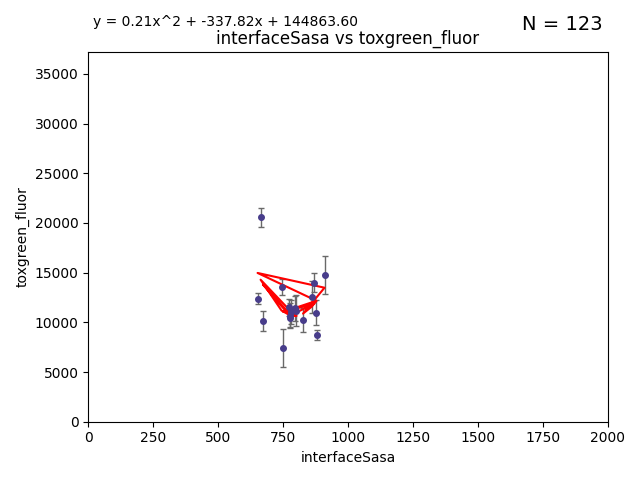 y = 0.21x^2 + -337.82x + 144863.60
N = 123
interfaceSasa vs toxgreen_fluor
35000
30000
25000
20000
15000
10000
5000
0
toxgreen_fluor
0 250 500 750 1000 1250 1500 1750 2000
interfaceSasa